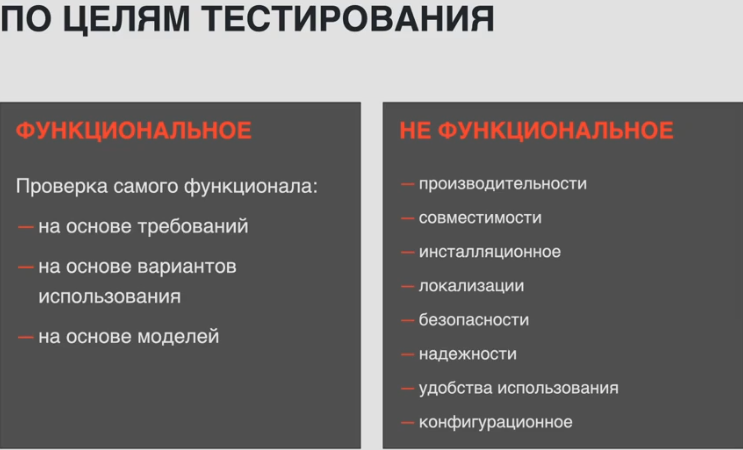 ПО ЦЕЛЯМ ТЕСТИРОВАНИЯ
ФУНКЦИОНАЛЬНОЕ
Проверка самого функционала:
— на основе требований
— на основе вариантов
использования
— на основе моделей
НЕ ФУНКЦИОНАЛЬНОЕ
— производительности
— совместимости
— инсталляционное
— локализации
— безопасности
— надежности
— удобства использования
— конфигурационное